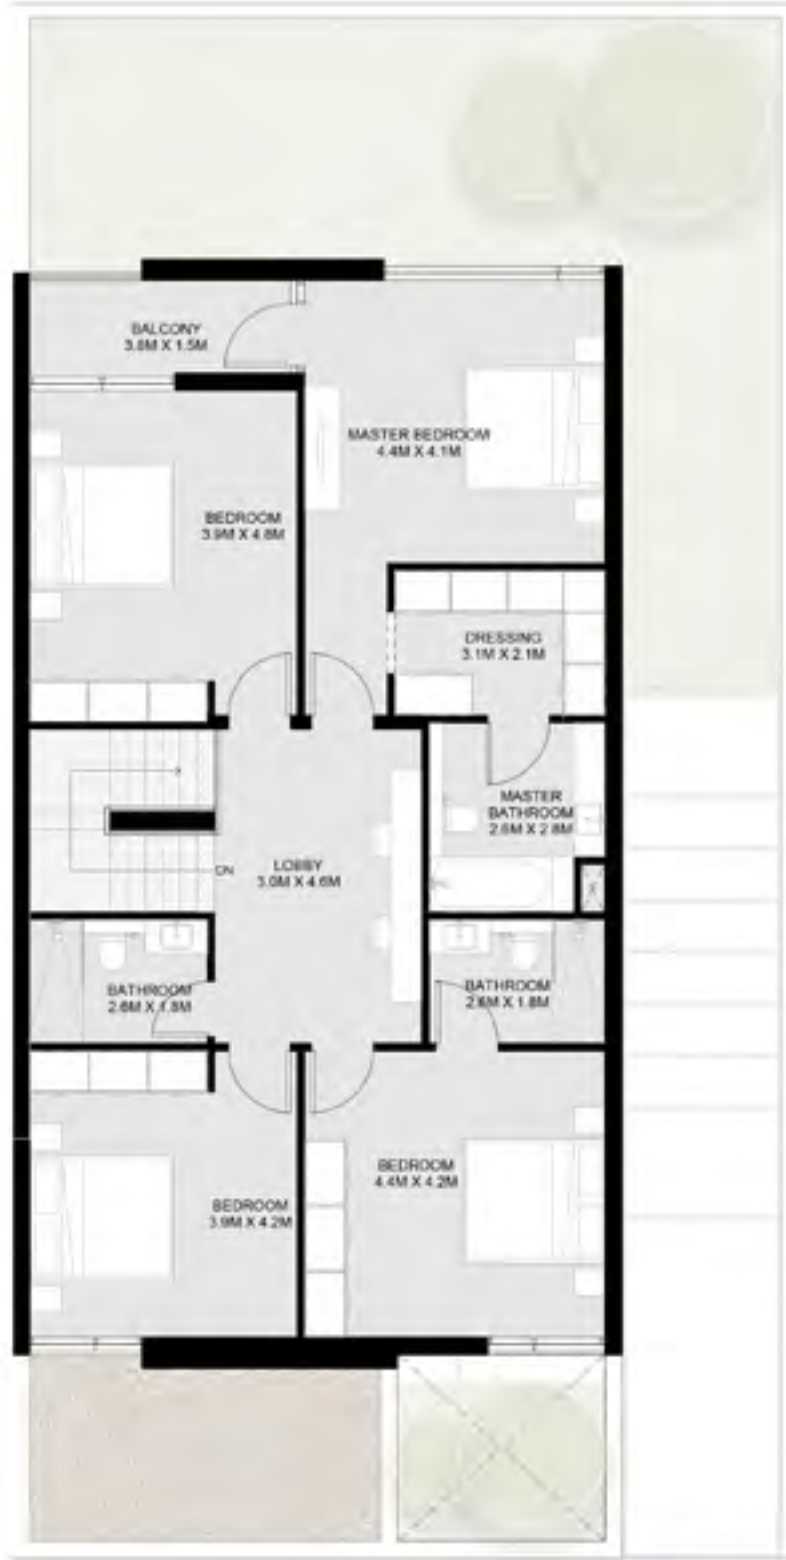 BALCONY
3.8M X 1.5M
MASTER BEDROOM
4.4M X 4.1M
BEDROOM
3.9M X 4.8M
DRESSING
3.1M X 2.1M
MASTER
BATHROOM
2.6M X 2.8M
DN
LOBBY
3.0M X 4.6M
BATHROOM
2.6M X 1.8M
BATHROOM
2.6M X 1.8M
BEDROOM
4.4M X 4.2M
BEDROOM
3.9M X 4.2M